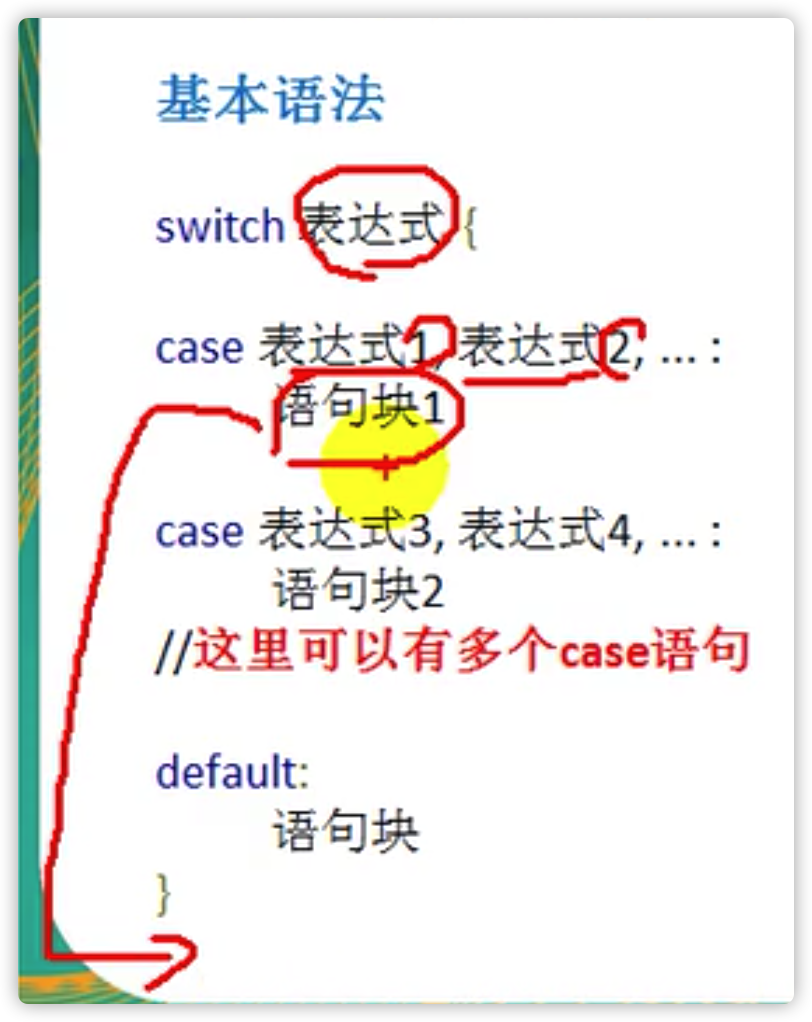 基本语法
switch 表达式 {
case 表达式1, 表达式2, ... :
语句块1
case 表达式3, 表达式4, ... :
语句块2
//这里可以有多个case语句
default:
语句块
}